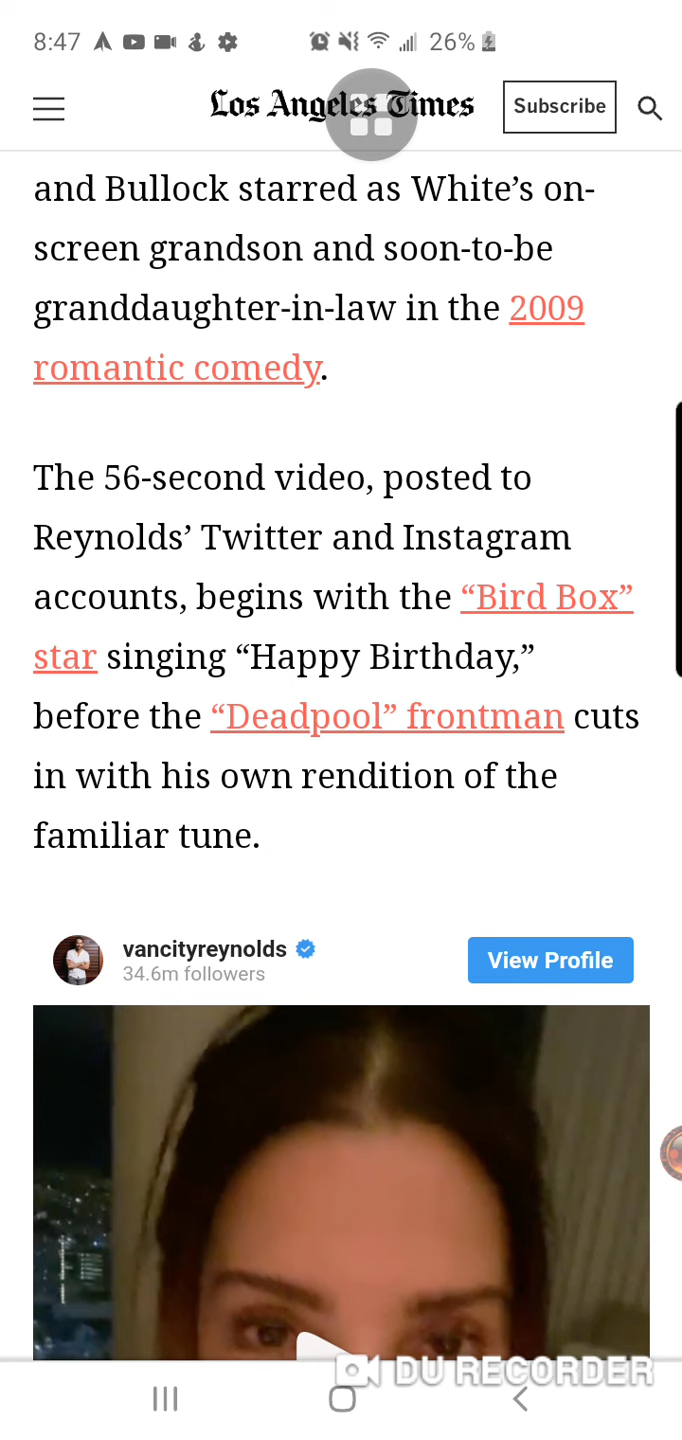 8:47 26%
Los Angeles Times Subscribe
and Bullock starred as White’s on-
screen grandson and soon-to-be
granddaughter-in-law in the 2009
romantic comedy.
The 56-second video, posted to
Reynolds’ Twitter and Instagram
accounts, begins with the “Bird Box”
star singing “Happy Birthday,”
before the “Deadpool” frontman cuts
in with his own rendition of the
familiar tune.
vancityreynolds
34.6m followers
View Profile
DU RECORDER